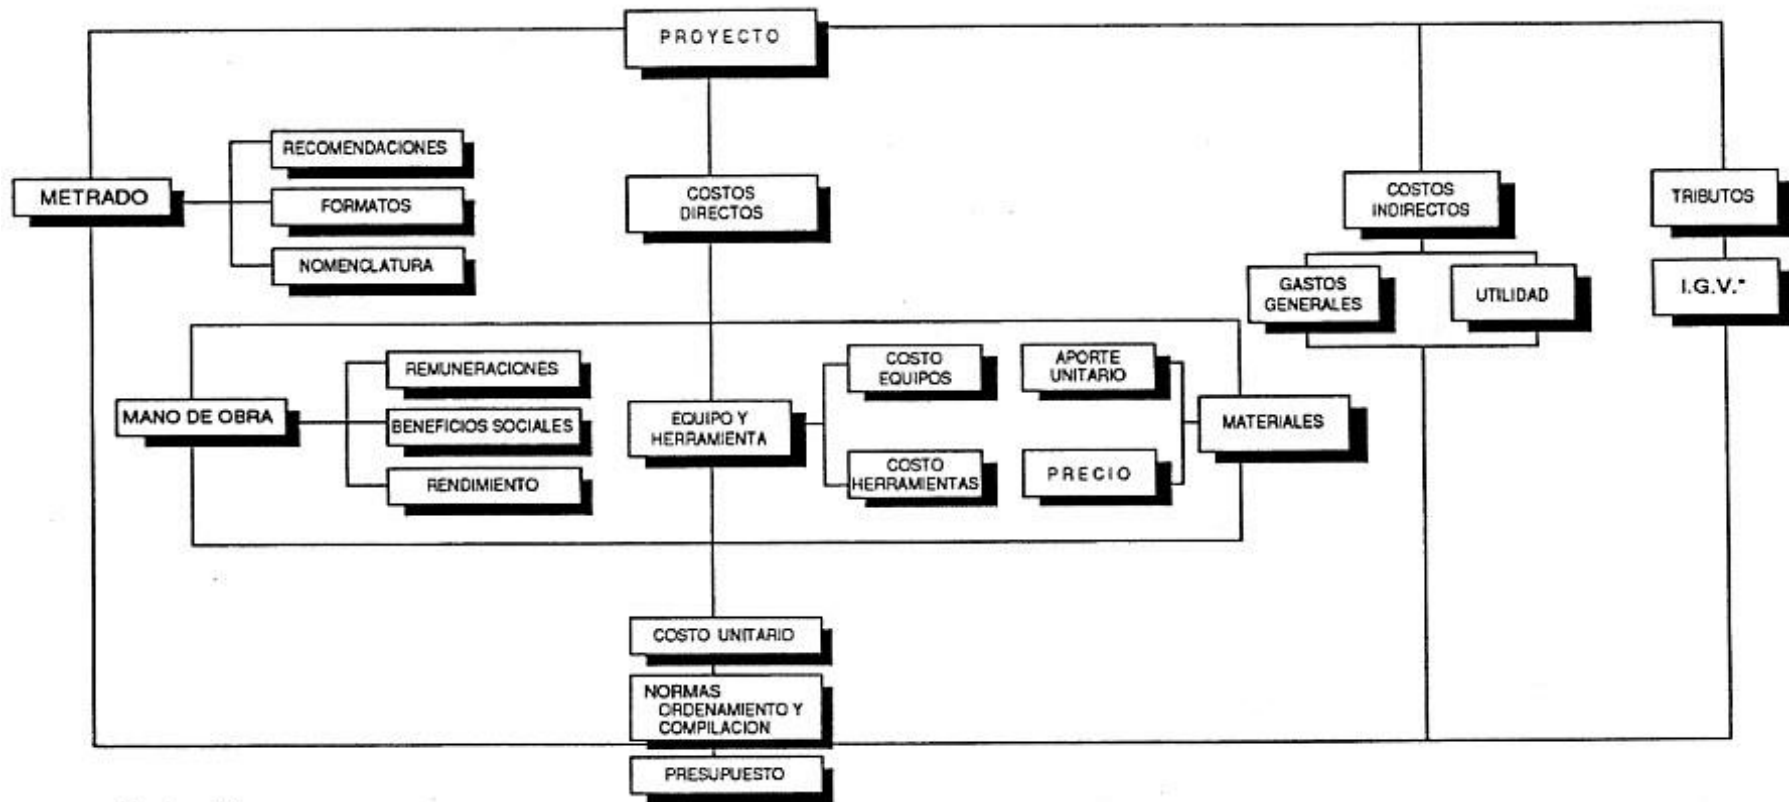 PROYECTO
RECOMENDACIONES
METRADO
FORMATOS
NOMENCLATURA
COSTOS
DIRECTOS
COSTOS
INDIRECTOS
TRIBUTOS
GASTOS
GENERALES
UTILIDAD
I.G.V.*
MANO DE OBRA
REMUNERACIONES
BENEFICIOS SOCIALES
RENDIMIENTO
EQUIPO Y
HERRAMIENTA
COSTO
EQUIPOS
COSTO
HERRAMIENTAS
APORTE
UNITARIO
PRECIO
MATERIALES
COSTO UNITARIO
NORMAS
ORDENAMIENTO Y
COMPILACION
PRESUPUESTO